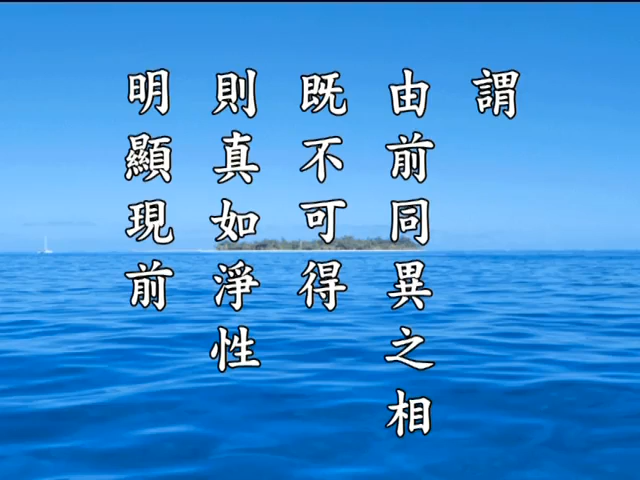 謂
由前同異之相
既不可得
則真如淨性
明顯現前